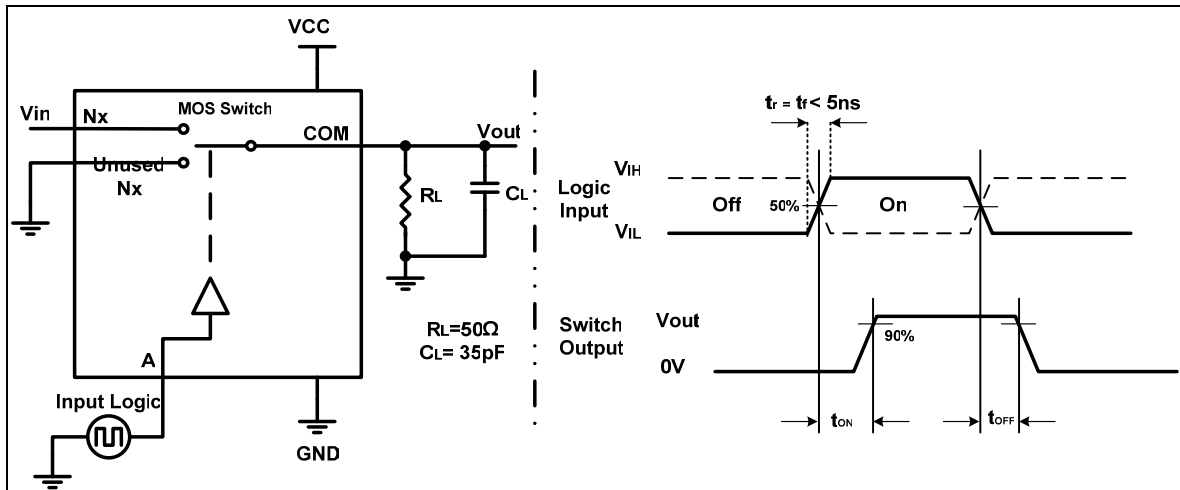 VCC
MOS Switch
Vin
Nx
COM
Vout
Unused
Nx
RL
CL
A
RL=50Ω
CL= 35pF
Input Logic
GND
tr = tf < 5ns
VIH
Logic
Input
Off
50%
On
VIL
Switch
Output
Vout
90%
0V
tON
tOFF